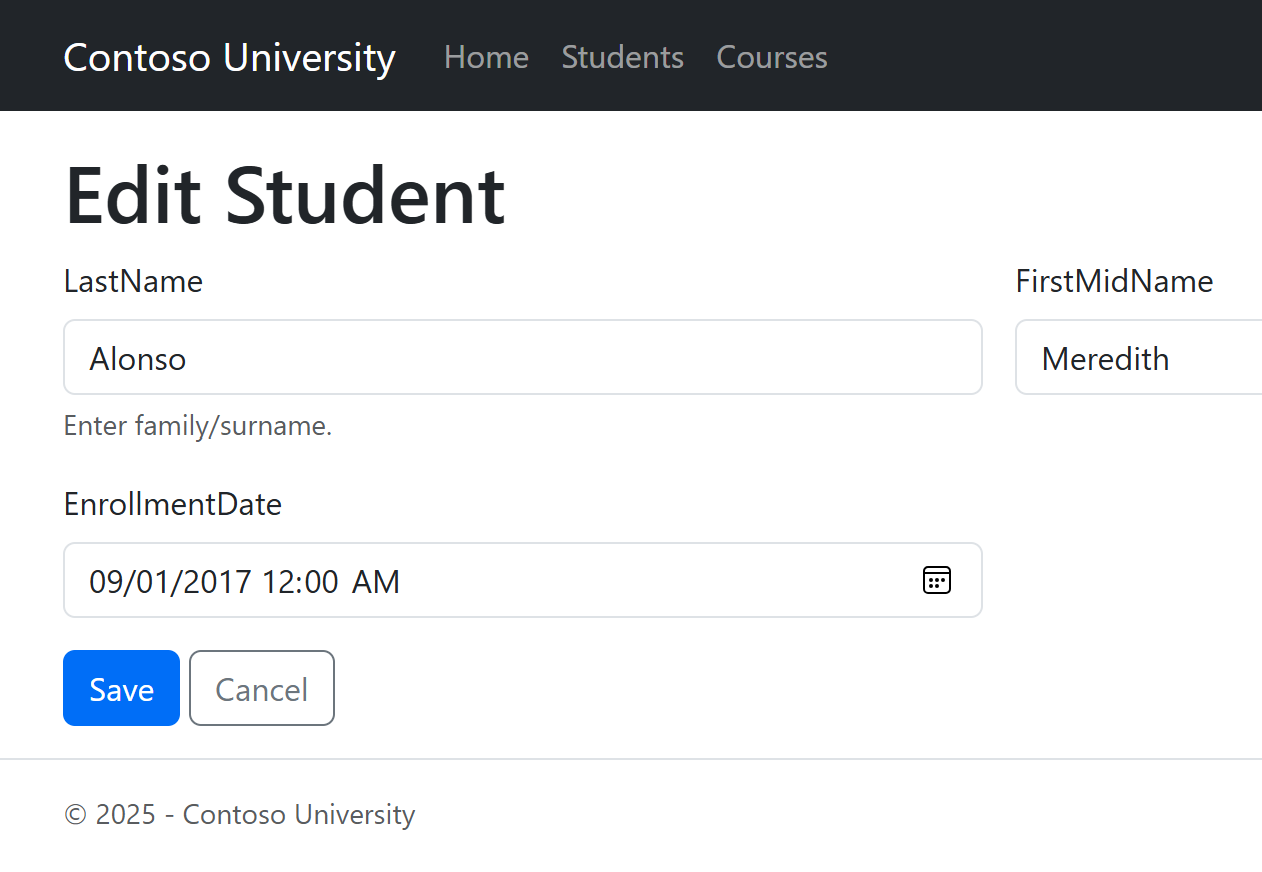 Contoso University Home Students Courses
Edit Student
LastName FirstMidName
Alonso Meredith
Enter family/surname.
EnrollmentDate
09/01/2017 12:00 AM
Save Cancel
© 2025 - Contoso University